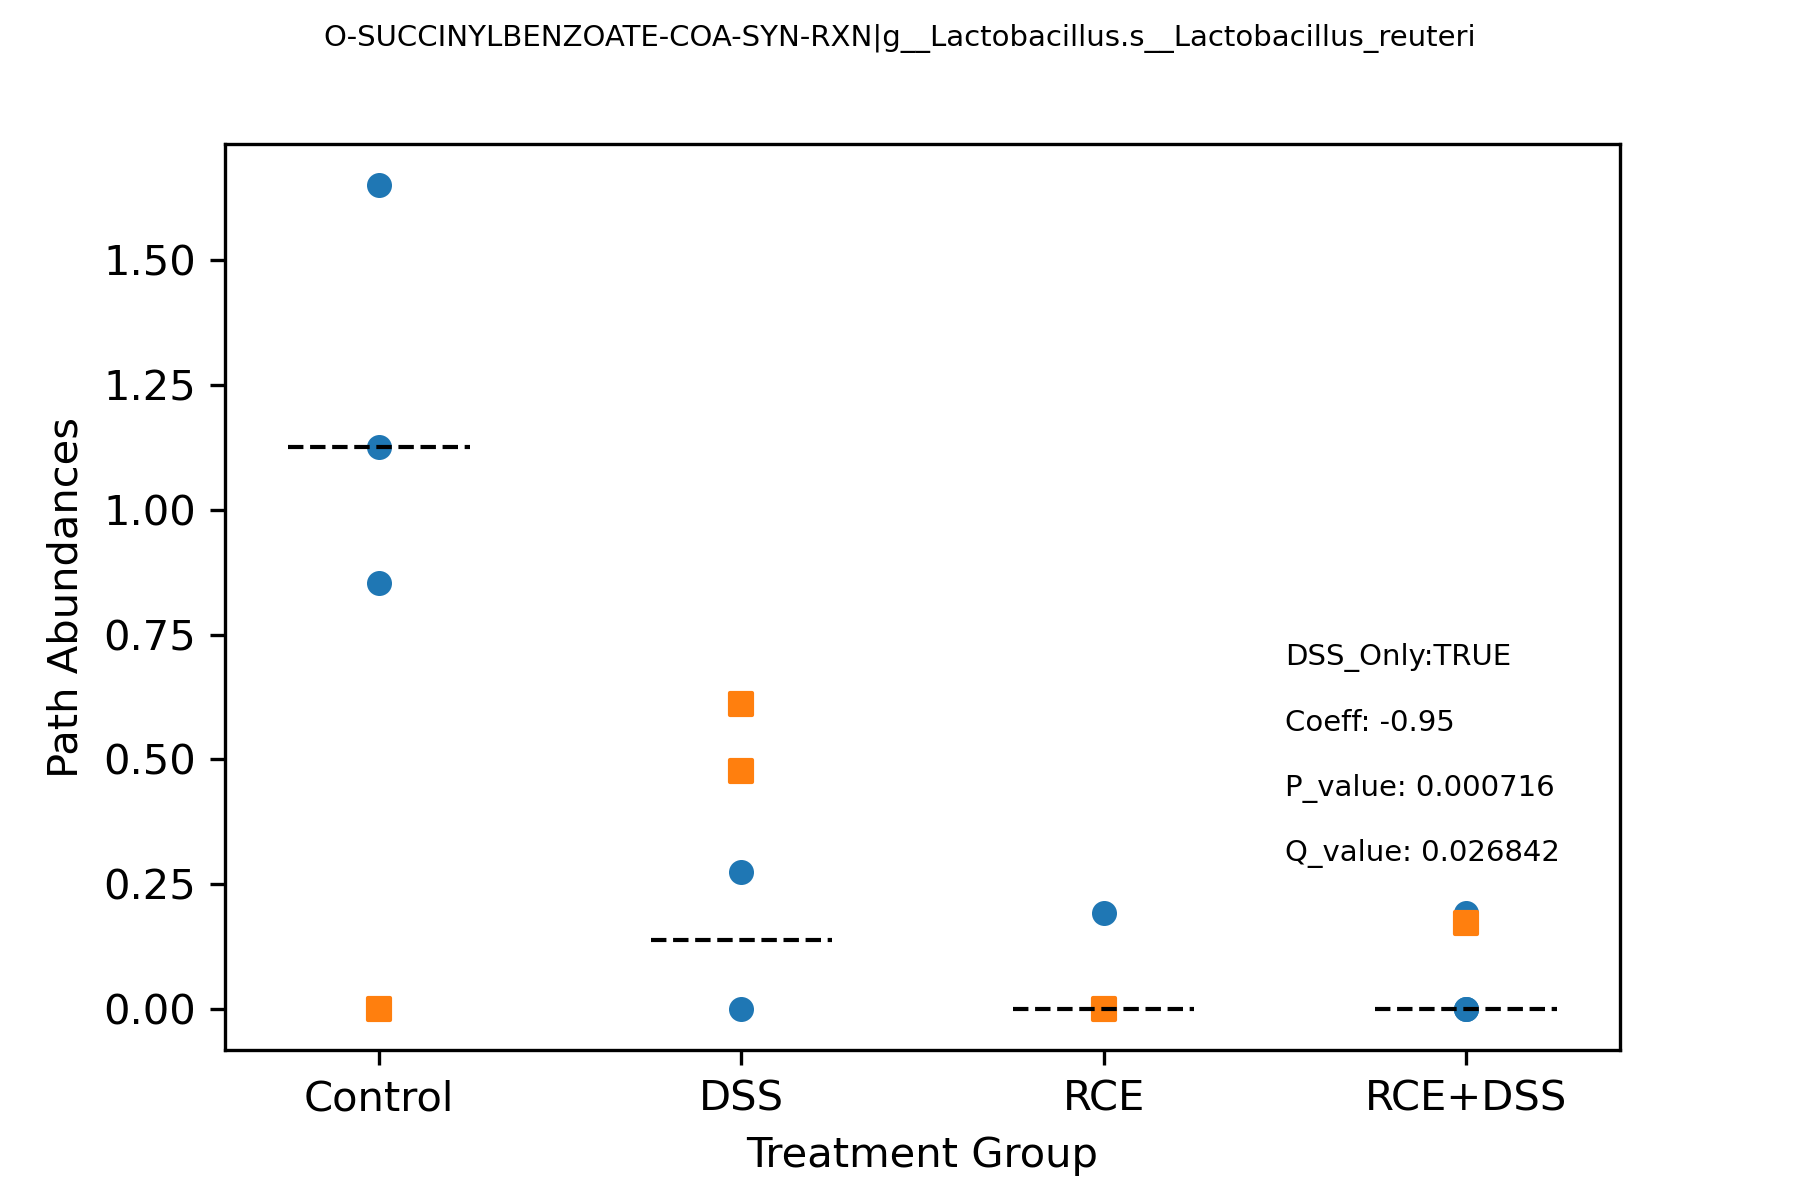 O-SUCCINYLBENZOATE-COA-SYN-RXN|g__Lactobacillus.s__Lactobacillus_reuteri
1.50
1.25
1.00
0.75
0.50
0.25
0.00
Path Abundances
DSS_Only:TRUE
Coeff: -0.95
P_value: 0.000716
Q_value: 0.026842
Control
DSS
RCE
RCE+DSS
Treatment Group